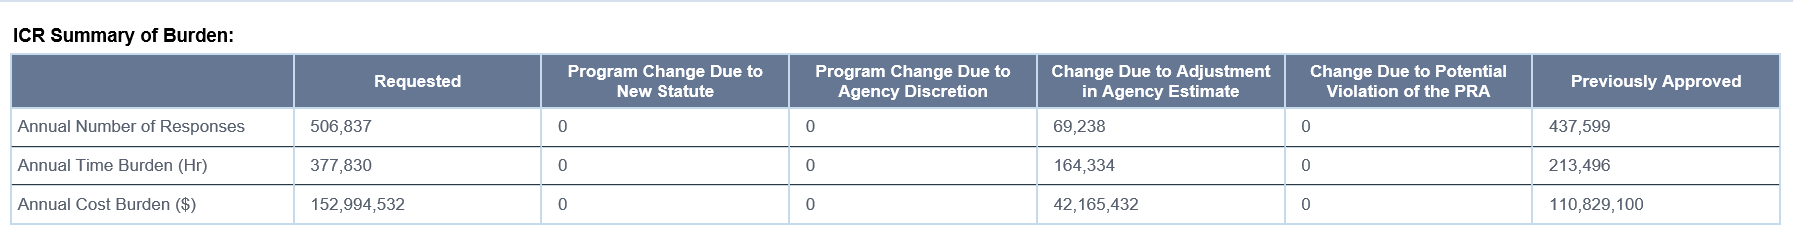 ICR Summary of Burden:
Requested	Program Change Due to New Statute	Program Change Due to Agency Discretion	Change Due to Adjustment in Agency Estimate	Change Due to Potential Violation of the PRA	Previously Approved
Annual Number of Responses	506,837	0	0	69,238	0	437,599
Annual Time Burden (Hr)	377,830	0	0	164,334	0	213,496
Annual Cost Burden ($)	152,994,532	0	0	42,165,432	0	110,829,100